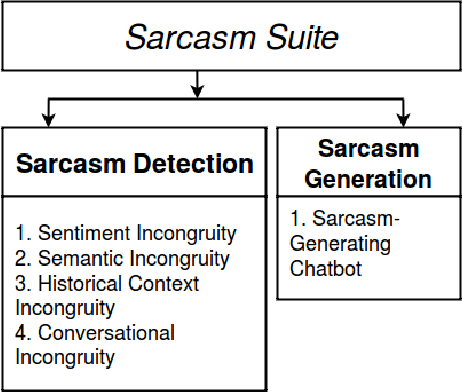 Sarcasm Suite
Sarcasm Detection
1. Sentiment Incongruity
2. Semantic Incongruity
3. Historical Context
Incongruity
4. Conversational
Incongruity
Sarcasm
Generation
1. Sarcasm-
Generating
Chatbot